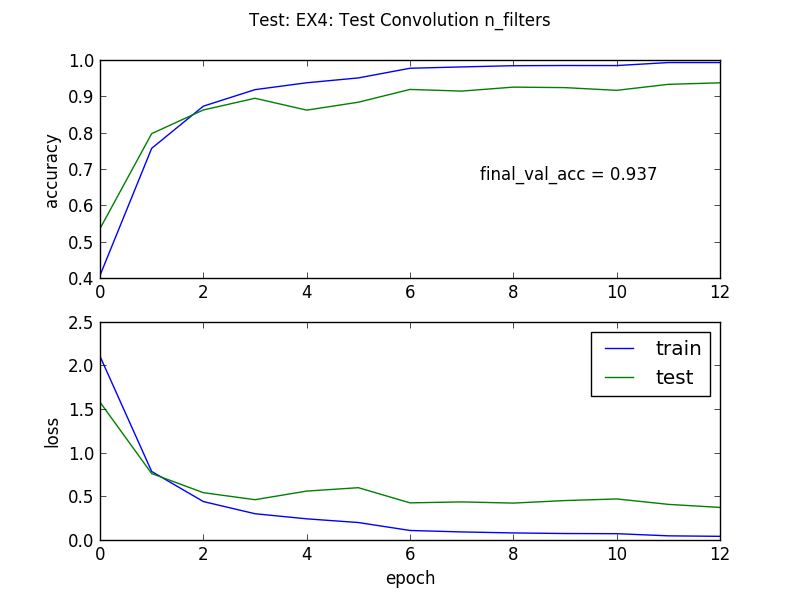 Test: EX4: Test Convolution n_filters
1.0
0.9
0.8
0.7
0.6
0.5
0.4
accuracy
final_val_acc = 0.937
0 2 4 6 8 10 12
2.5
2.0
1.5
1.0
0.5
0.0
loss
train
test
0 2 4 6 8 10 12
epoch